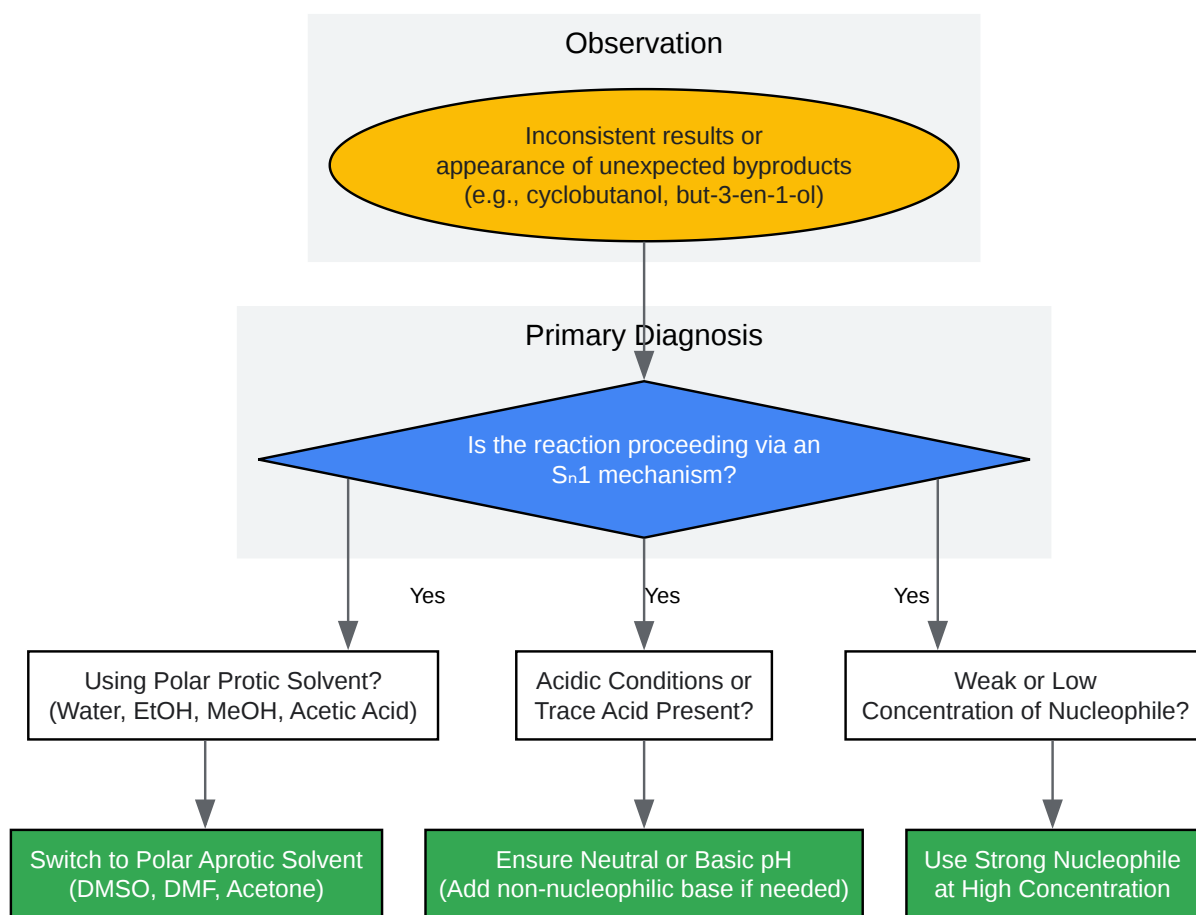 Observation
Inconsistent results or
appearance of unexpected byproducts
(e.g., cyclobutanol, but-3-en-1-ol)
Primary Diagnosis
Is the reaction proceeding via an
Sₙ1 mechanism?
Yes
Yes
Yes
Using Polar Protic Solvent?
(Water, EtOH, MeOH, Acetic Acid)
Acidic Conditions or
Trace Acid Present?
Weak or Low
Concentration of Nucleophile?
Switch to Polar Aprotic Solvent
(DMSO, DMF, Acetone)
Ensure Neutral or Basic pH
(Add non-nucleophilic base if needed)
Use Strong Nucleophile
at High Concentration